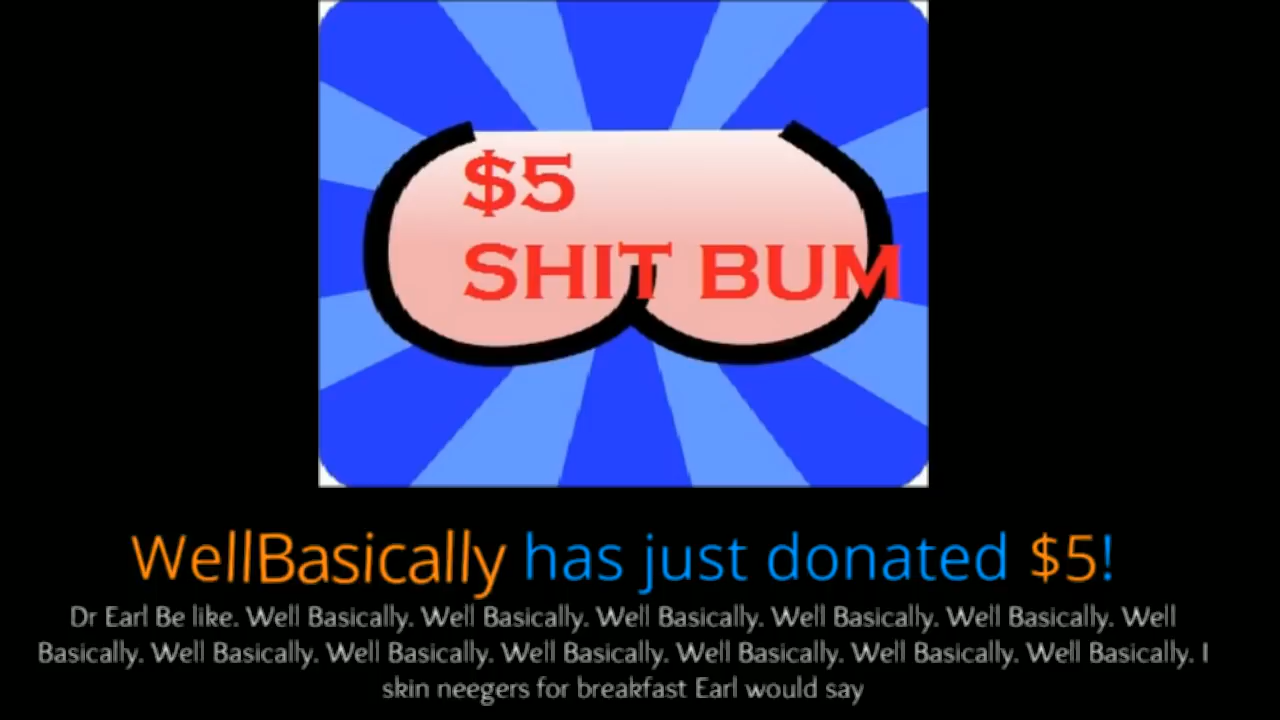 $5
SHIT BUM
WellBasically has just donated $5!
Dr Earl Be like. Well Basically. Well Basically. Well Basically. Well Basically. Well Basically. Well
Basically. Well Basically. Well Basically. Well Basically. Well Basically. Well Basically. Well Basically. I
skin neegers for breakfast Earl would say